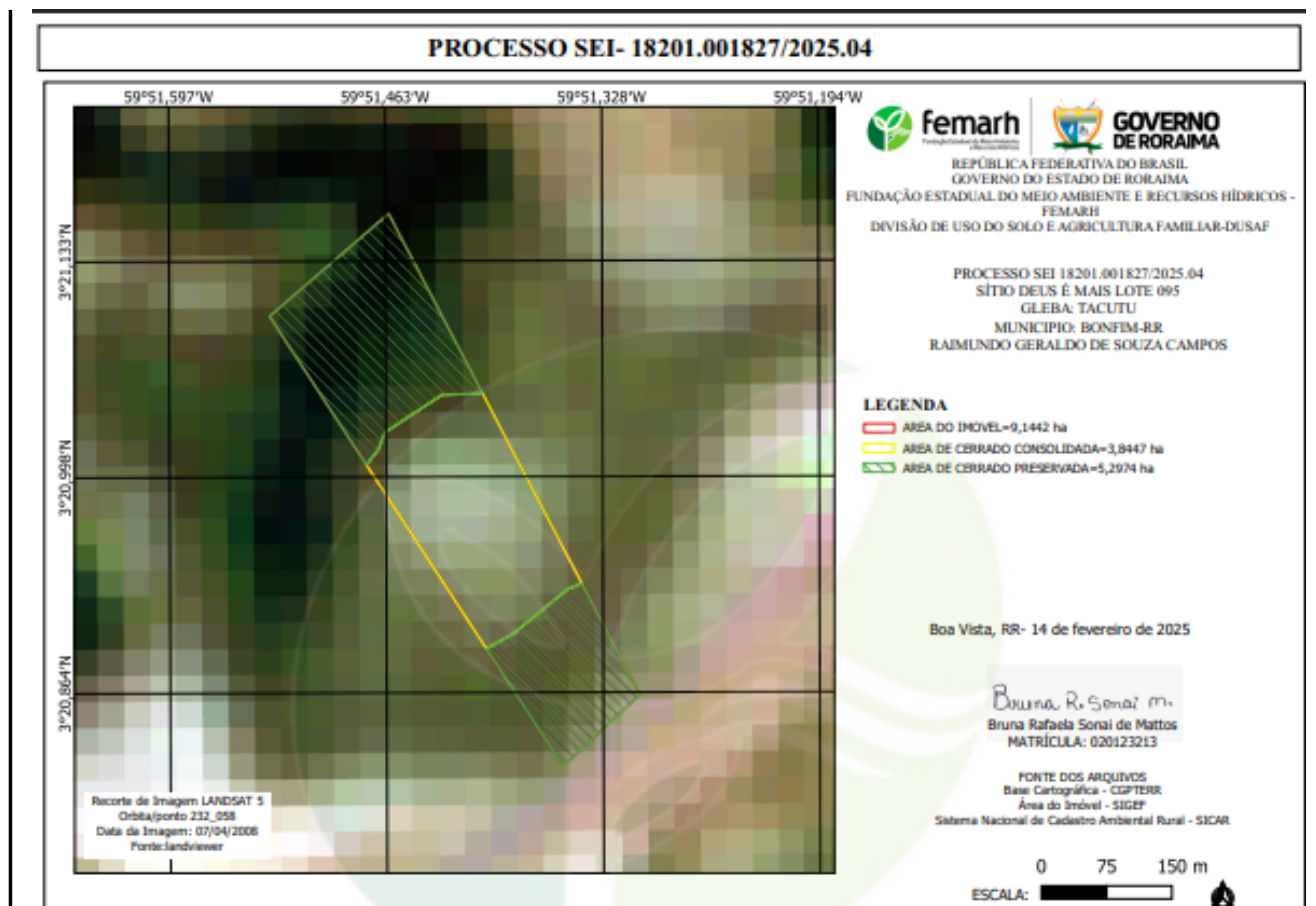 PROCESSO SEI- 18201.001827/2025.04
59°51,597'W
59°51,463'W
59°51,328'W
59°51,194'W
3°21,133'N
3°20,998'N
3°20,864'N
femarh
Fundação Estadual do Meio Ambiente
e Recursos Hídricos
GOVERNO
DE RORAIMA
REPÚBLICA FEDERATIVA DO BRASIL
GOVERNO DO ESTADO DE RORAIMA
FUNDAÇÃO ESTADUAL DO MEIO AMBIENTE E RECURSOS HÍDRICOS -
FEMARH
DIVISÃO DE USO DO SOLO E AGRICULTURA FAMILIAR-DUSAF
PROCESSO SEI 18201.001827/2025.04
SÍTIO DEUS É MAIS LOTE 095
GLEBA: TACUTU
MUNICIPIO: BONFIM-RR
RAIMUNDO GERALDO DE SOUZA CAMPOS
LEGENDA
AREA DO IMOVEL=9,1442 ha
AREA DE CERRADO CONSOLIDADA=3,8447 ha
AREA DE CERRADO PRESERVADA=5,2974 ha
Boa Vista, RR- 14 de fevereiro de 2025
Bruna R. Sonai m.
Bruna Rafaela Sonai de Mattos
MATRÍCULA: 020123213
FONTE DOS ARQUIVOS
Base Cartográfica - CGPTERR
Área do Imóvel - SIGEF
Sistema Nacional de Cadastro Ambiental Rural - SICAR
0 75 150 m
ESCALA:
Recorte de Imagem LANDSAT 5
Orbita/ponto 232_058
Data da Imagem: 07/04/2008
Fonte:landviewer